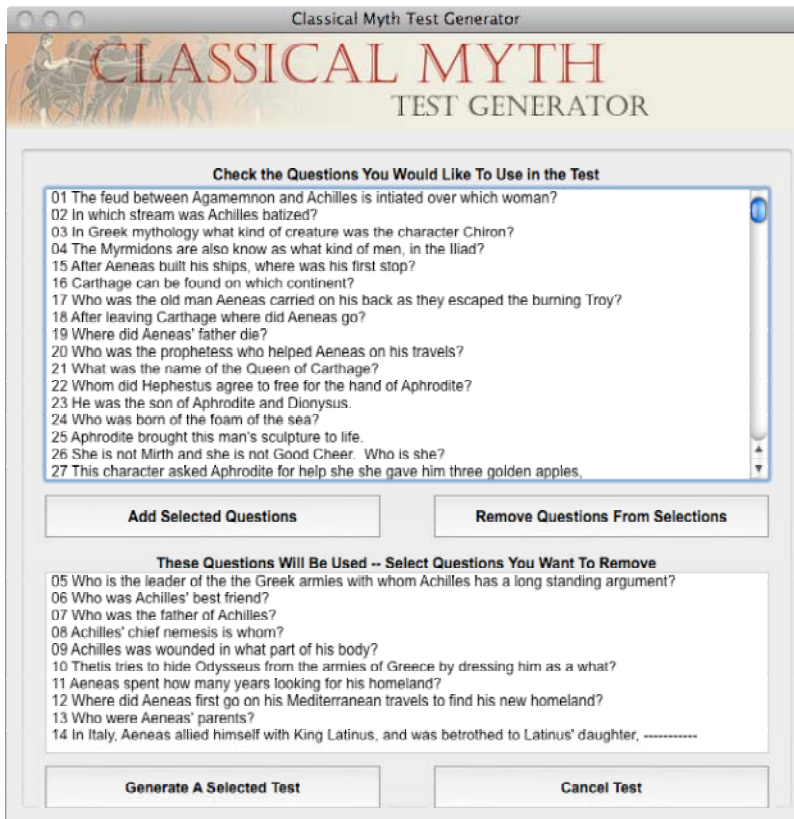 Classical Myth Test Generator
CLASSICAL MYTH
TEST GENERATOR
Check the Questions You Would Like To Use in the Test
01 The feud between Agamemnon and Achilles is intiated over which woman?
02 In which stream was Achilles batized?
03 In Greek mythology what kind of creature was the character Chiron?
04 The Myrmidons are also know as what kind of men, in the Iliad?
15 After Aeneas built his ships, where was his first stop?
16 Carthage can be found on which continent?
17 Who was the old man Aeneas carried on his back as they escaped the burning Troy?
18 After leaving Carthage where did Aeneas go?
19 Where did Aeneas' father die?
20 Who was the prophetess who helped Aeneas on his travels?
21 What was the name of the Queen of Carthage?
22 Whom did Hephestus agree to free for the hand of Aphrodite?
23 He was the son of Aphrodite and Dionysus.
24 Who was born of the foam of the sea?
25 Aphrodite brought this man's sculpture to life.
26 She is not Mirth and she is not Good Cheer. Who is she?
27 This character asked Aphrodite for help she she gave him three golden apples,
Add Selected Questions
Remove Questions From Selections
These Questions Will Be Used -- Select Questions You Want To Remove
05 Who is the leader of the the Greek armies with whom Achilles has a long standing argument?
06 Who was Achilles' best friend?
07 Who was the father of Achilles?
08 Achilles' chief nemesis is whom?
09 Achilles was wounded in what part of his body?
10 Thetis tries to hide Odysseus from the armies of Greece by dressing him as a what?
11 Aeneas spent how many years looking for his homeland?
12 Where did Aeneas first go on his Mediterranean travels to find his new homeland?
13 Who were Aeneas' parents?
14 In Italy, Aeneas allied himself with King Latinus, and was betrothed to Latinus' daughter, -----------
Generate A Selected Test
Cancel Test